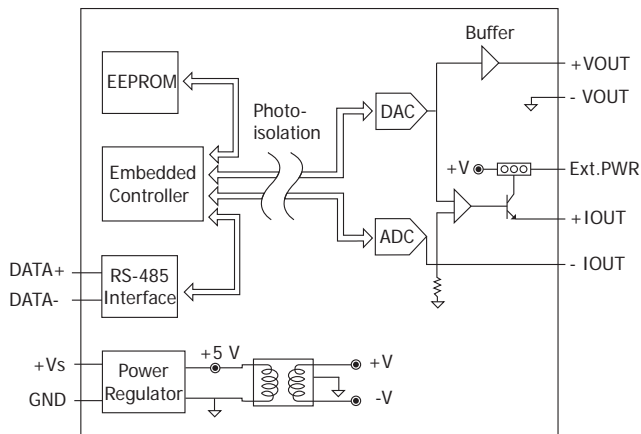 Buffer
EEPROM
+VOUT
Photo-
isolation
DAC
- VOUT
Embedded
Controller
+V
Ext.PWR
+IOUT
ADC
DATA+
RS-485
Interface
- IOUT
DATA-
+5 V
+Vs
Power
Regulator
+V
GND
-V